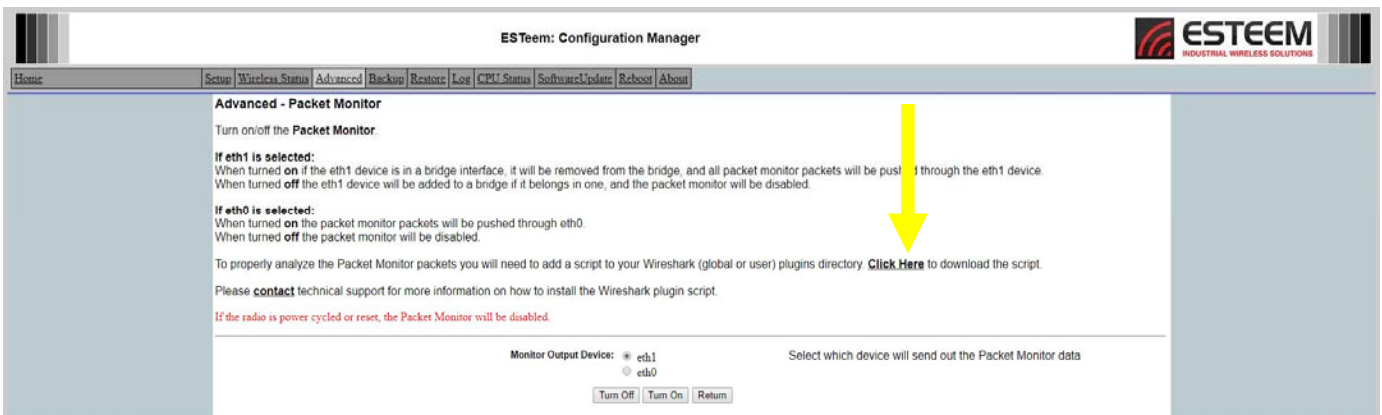 ESTeem: Configuration Manager
ESTEEM
INDUSTRIAL WIRELESS SOLUTIONS
Home Setup Wireless Status Advanced Backup Restore Log CPU Status SoftwareUpdate Reboot About
Advanced - Packet Monitor
Turn on/off the Packet Monitor.
If eth1 is selected:
When turned on if the eth1 device is in a bridge interface, it will be removed from the bridge, and all packet monitor packets will be pushed through the eth1 device.
When turned off the eth1 device will be added to a bridge if it belongs in one, and the packet monitor will be disabled.
If eth0 is selected:
When turned on the packet monitor packets will be pushed through eth0.
When turned off the packet monitor will be disabled.
To properly analyze the Packet Monitor packets you will need to add a script to your Wireshark (global or user) plugins directory. Click Here to download the script.
Please contact technical support for more information on how to install the Wireshark plugin script.
If the radio is power cycled or reset, the Packet Monitor will be disabled.
Monitor Output Device: eth1 Select which device will send out the Packet Monitor data
eth0
Turn Off Turn On Return